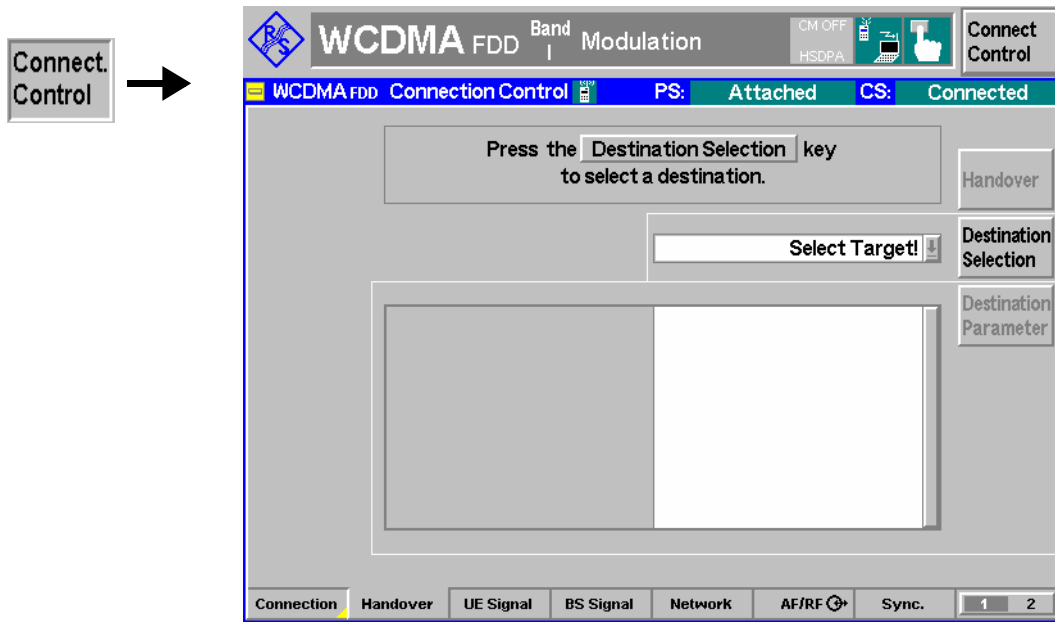 Connect.
Control
R S
WCDMA FDD Band I Modulation
CM OFF
HSDPA
Connect
Control
WCDMA FDD Connection Control PS: Attached CS: Connected
Press the Destination Selection key
to select a destination.
Handover
Select Target!
Destination
Selection
Destination
Parameter
Connection Handover UE Signal BS Signal Network AF/RF Sync. 1 2